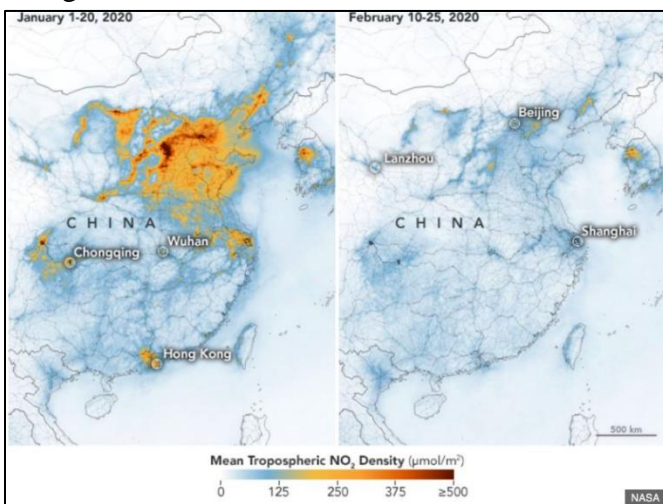 January 1-20, 2020
February 10-25, 2020
Beijing
Lanzhou
CHINA
CHINA
Wuhan
Shanghai
Chongqing
Hong Kong
500 km
Mean Tropospheric NO₂ Density (μmol/m²)
0 125 250 375 ≥500
NASA